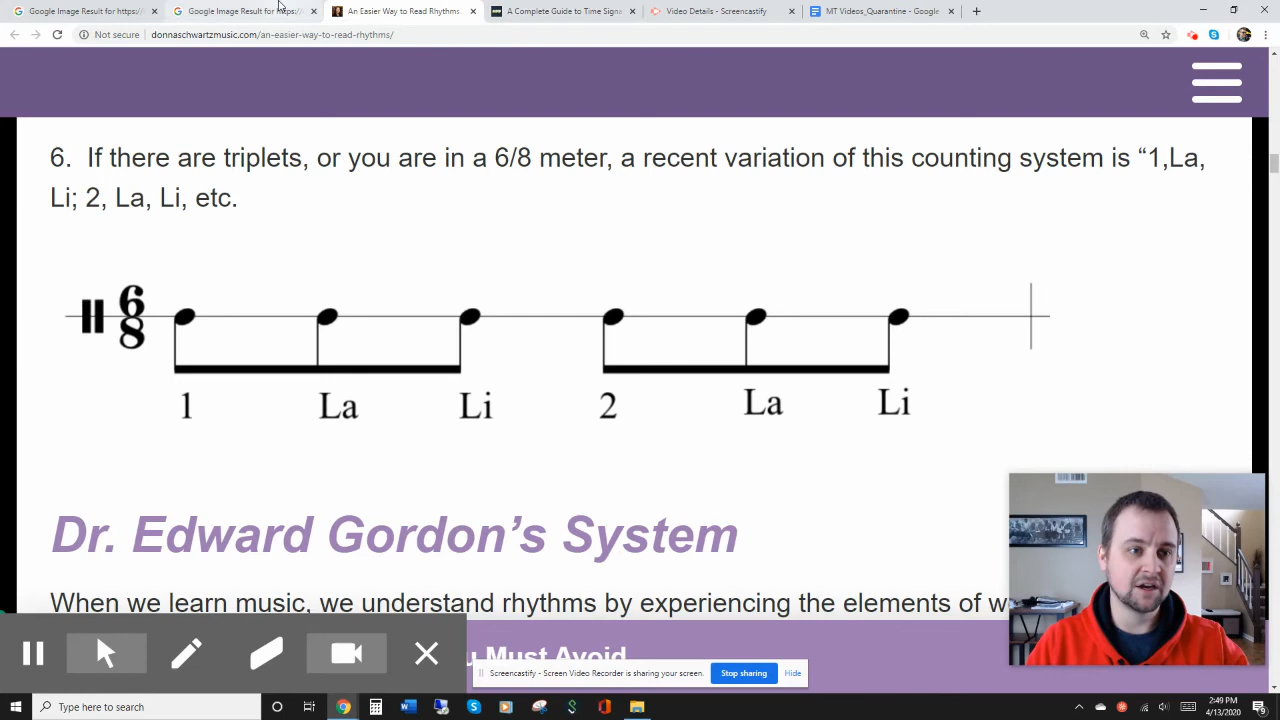 Google Image Result for https://
Google Image Result for https://
An Easier Way to Read Rhythms:
A Complete Guide to Time Signa
Video Details - Screencastify
MT Videos_Quarantine - Google
Not secure | donnaschwartzmusic.com/an-easier-way-to-read-rhythms/
6. If there are triplets, or you are in a 6/8 meter, a recent variation of this counting system is “1,La,
Li; 2, La, Li, etc.
6
8
1 La Li 2 La Li
Dr. Edward Gordon’s System
When we learn music, we understand rhythms by experiencing the elements of
Must Avoid
Screencastify - Screen Video Recorder is sharing your screen. Stop sharing Hide
Type here to search
2:49 PM
4/13/2020